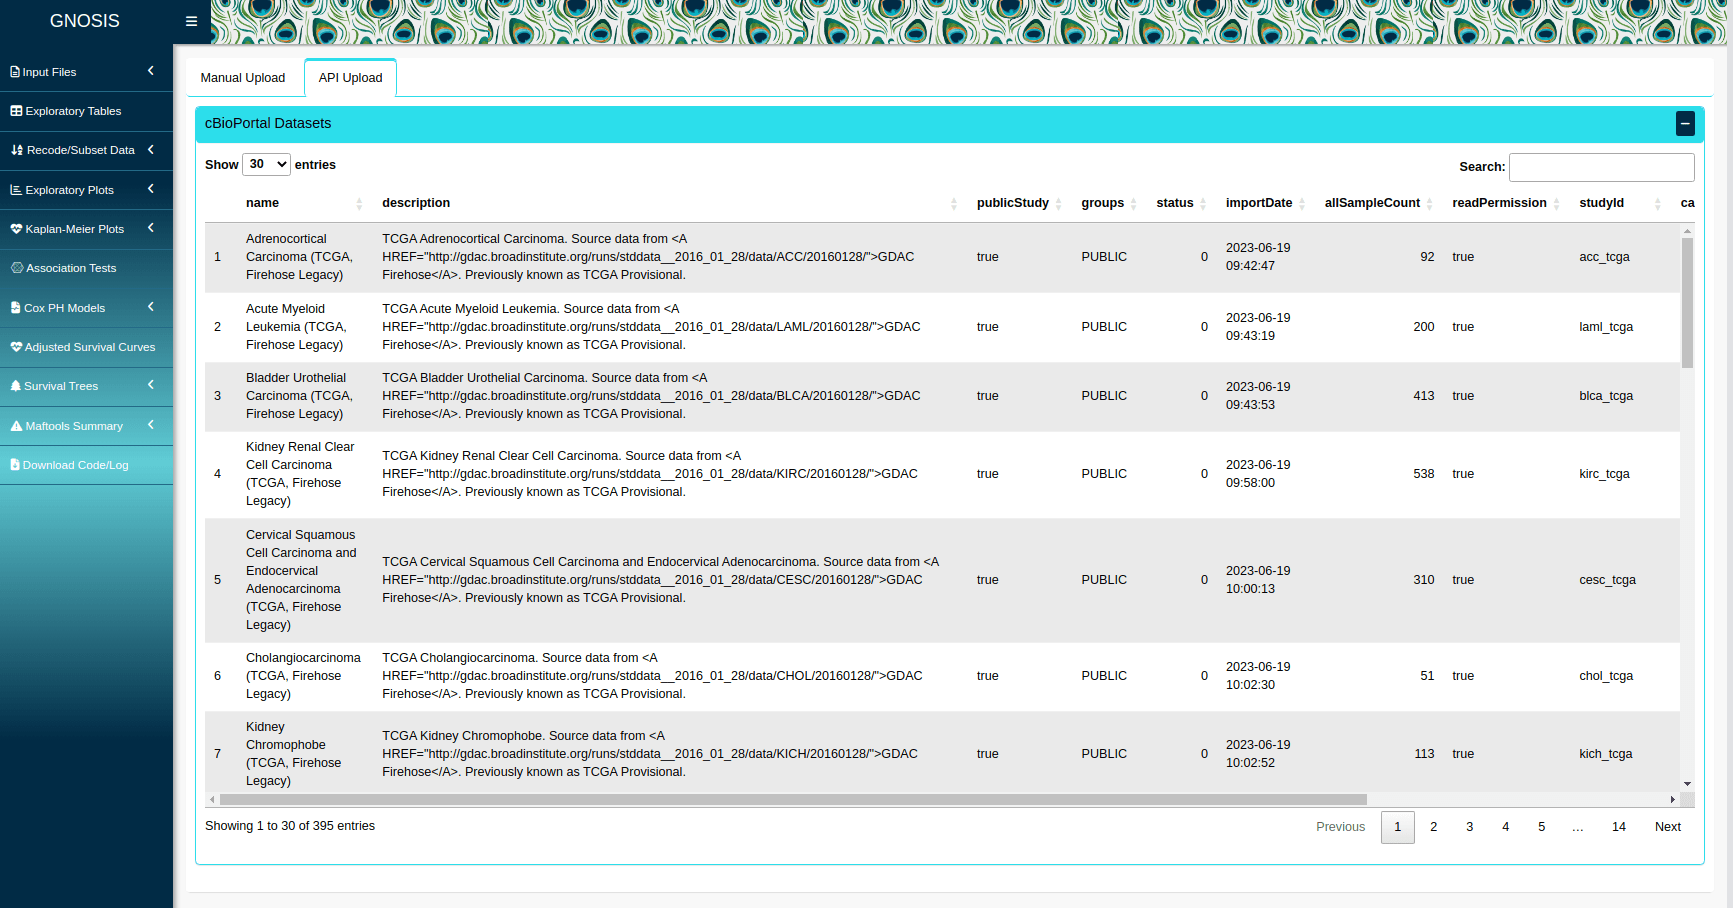 GNOSIS
Input Files
Exploratory Tables
Recode/Subset Data
Exploratory Plots
Kaplan-Meier Plots
Association Tests
Cox PH Models
Adjusted Survival Curves
Survival Trees
Maftools Summary
Download Code/Log
Manual Upload API Upload
cBioPortal Datasets
Show 30 entries Search:
name description publicStudy groups status importDate allSampleCount readPermission studyId ca
1
Adrenocortical
Carcinoma (TCGA,
Firehose Legacy)
TCGA Adrenocortical Carcinoma. Source data from <A
HREF="http://gdac.broadinstitute.org/runs/stddata__2016_01_28/data/ACC/20160128/">GDAC
Firehose</A>. Previously known as TCGA Provisional.
true PUBLIC 0
2023-06-19
09:42:47
92 true acc_tcga
2
Acute Myeloid
Leukemia (TCGA,
Firehose Legacy)
TCGA Acute Myeloid Leukemia. Source data from <A
HREF="http://gdac.broadinstitute.org/runs/stddata__2016_01_28/data/LAML/20160128/">GDAC
Firehose</A>. Previously known as TCGA Provisional.
true PUBLIC 0
2023-06-19
09:43:19
200 true laml_tcga
3
Bladder Urothelial
Carcinoma (TCGA,
Firehose Legacy)
TCGA Bladder Urothelial Carcinoma. Source data from <A
HREF="http://gdac.broadinstitute.org/runs/stddata__2016_01_28/data/BLCA/20160128/">GDAC
Firehose</A>. Previously known as TCGA Provisional.
true PUBLIC 0
2023-06-19
09:43:53
413 true blca_tcga
4
Kidney Renal Clear
Cell Carcinoma
(TCGA, Firehose
Legacy)
TCGA Kidney Renal Clear Cell Carcinoma. Source data from <A
HREF="http://gdac.broadinstitute.org/runs/stddata__2016_01_28/data/KIRC/20160128/">GDAC
Firehose</A>. Previously known as TCGA Provisional.
true PUBLIC 0
2023-06-19
09:58:00
538 true kirc_tcga
5
Cervical Squamous
Cell Carcinoma and
Endocervical
Adenocarcinoma
(TCGA, Firehose
Legacy)
TCGA Cervical Squamous Cell Carcinoma and Endocervical Adenocarcinoma. Source data from <A
HREF="http://gdac.broadinstitute.org/runs/stddata__2016_01_28/data/CESC/20160128/">GDAC
Firehose</A>. Previously known as TCGA Provisional.
true PUBLIC 0
2023-06-19
10:00:13
310 true cesc_tcga
6
Cholangiocarcinoma
(TCGA, Firehose
Legacy)
TCGA Cholangiocarcinoma. Source data from <A
HREF="http://gdac.broadinstitute.org/runs/stddata__2016_01_28/data/CHOL/20160128/">GDAC
Firehose</A>. Previously known as TCGA Provisional.
true PUBLIC 0
2023-06-19
10:02:30
51 true chol_tcga
7
Kidney
Chromophobe
(TCGA, Firehose
Legacy)
TCGA Kidney Chromophobe. Source data from <A
HREF="http://gdac.broadinstitute.org/runs/stddata__2016_01_28/data/KICH/20160128/">GDAC
Firehose</A>. Previously known as TCGA Provisional.
true PUBLIC 0
2023-06-19
10:02:52
113 true kich_tcga
Showing 1 to 30 of 395 entries
Previous 1 2 3 4 5 … 14 Next